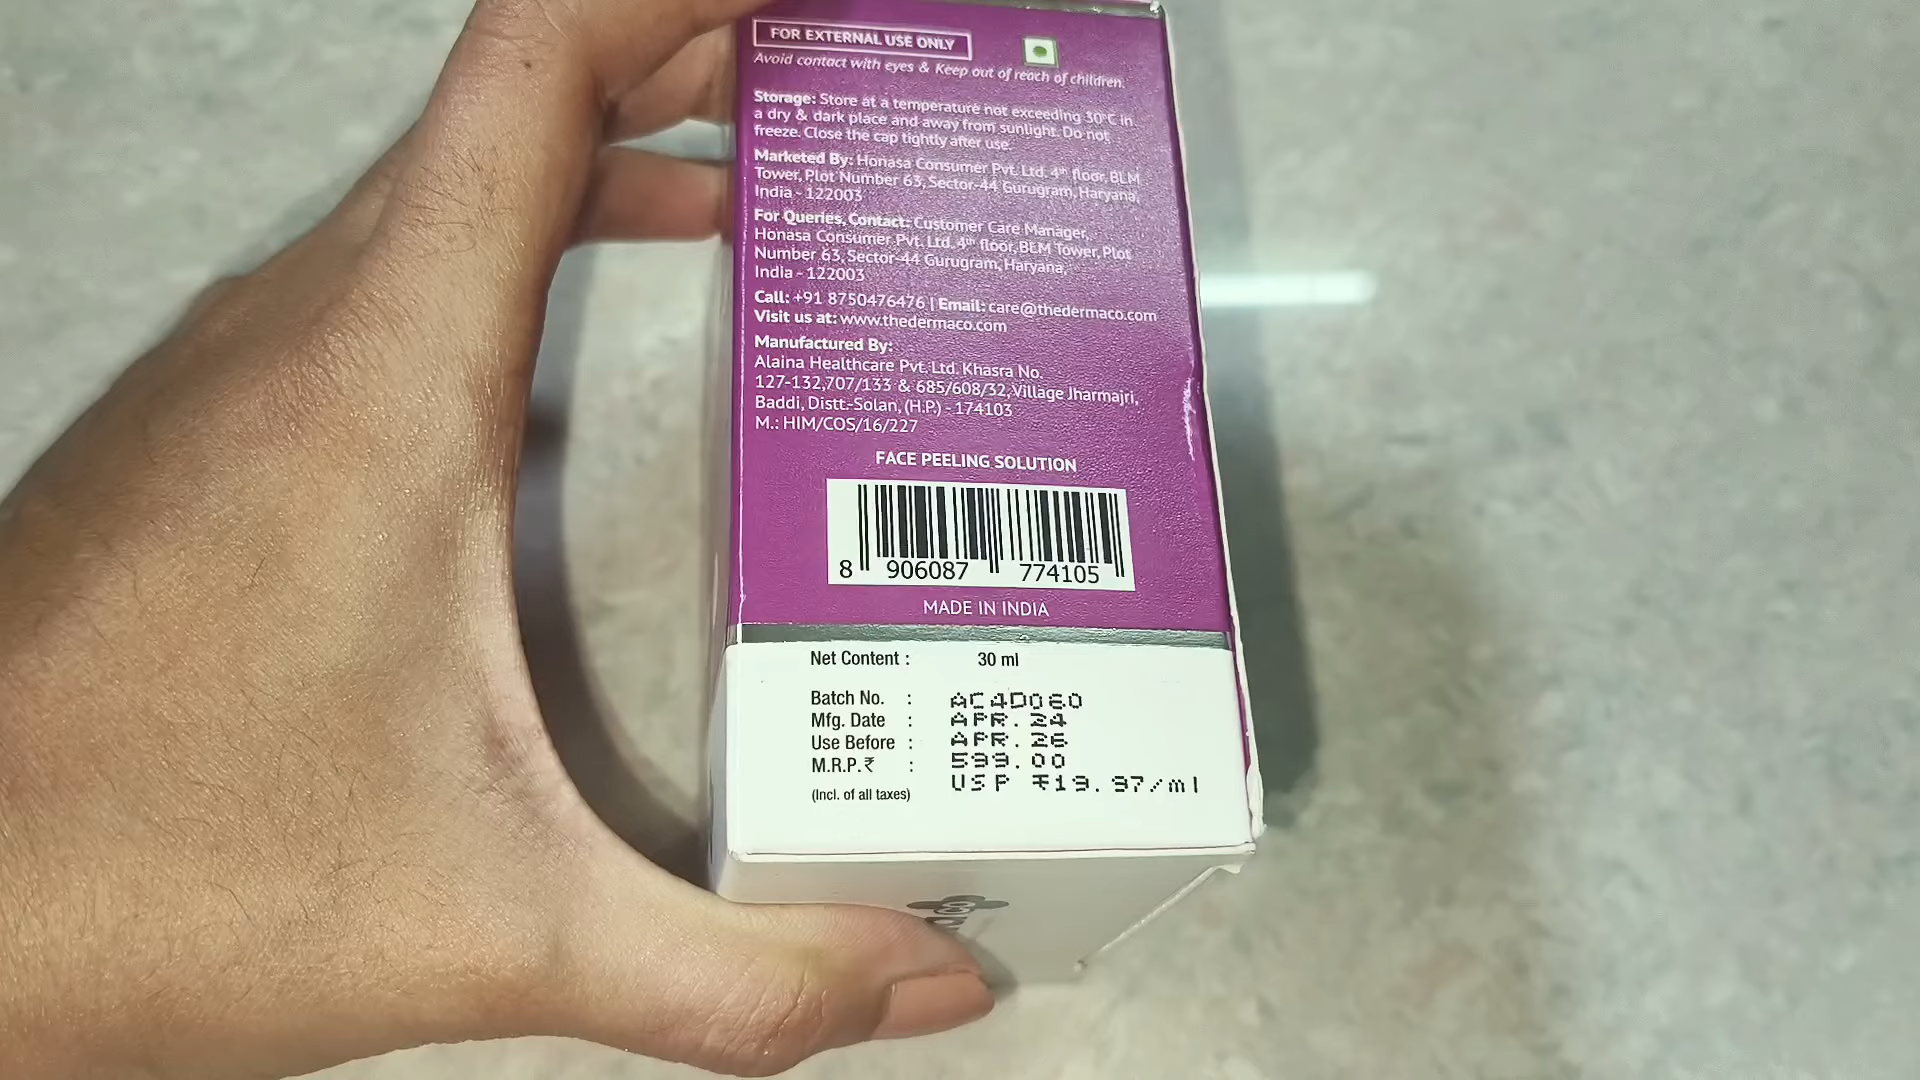 FOR EXTERNAL USE ONLY
Avoid contact with eyes & Keep out of reach of children.
Storage: Store at a temperature not exceeding 30°C in
a dry & dark place and away from sunlight. Do not
freeze. Close the cap tightly after use.
Marketed By: Honasa Consumer Pvt. Ltd. 4th floor, BLM
Tower, Plot Number 63, Sector-44 Gurugram, Haryana,
India - 122003
For Queries, Contact: Customer Care Manager,
Honasa Consumer Pvt. Ltd. 4th floor, BLM Tower, Plot
Number 63, Sector-44 Gurugram, Haryana,
India - 122003
Call: +91 8750476476 | Email: care@thedermaco.com
Visit us at: www.thedermaco.com
Manufactured By:
Alaina Healthcare Pvt. Ltd. Khasra No.
127-132,707/133 & 685/608/32, Village Jharmajri,
Baddi, Distt.-Solan, (H.P.) - 174103
M.: HIM/COS/16/227
FACE PEELING SOLUTION
8 906087 774105
MADE IN INDIA
Net Content : 30 ml
Batch No. : AC4D060
Mfg. Date : APR.24
Use Before : APR.26
M.R.P.₹ : 599.00
(Incl. of all taxes) USP ₹19.97/ml
co